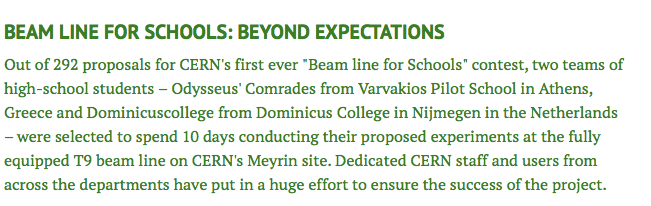 BEAM LINE FOR SCHOOLS: BEYOND EXPECTATIONS
Out of 292 proposals for CERN's first ever "Beam line for Schools" contest, two teams of
high-school students – Odysseus' Comrades from Varvakios Pilot School in Athens,
Greece and Dominicuscollege from Dominicus College in Nijmegen in the Netherlands
– were selected to spend 10 days conducting their proposed experiments at the fully
equipped T9 beam line on CERN's Meyrin site. Dedicated CERN staff and users from
across the departments have put in a huge effort to ensure the success of the project.